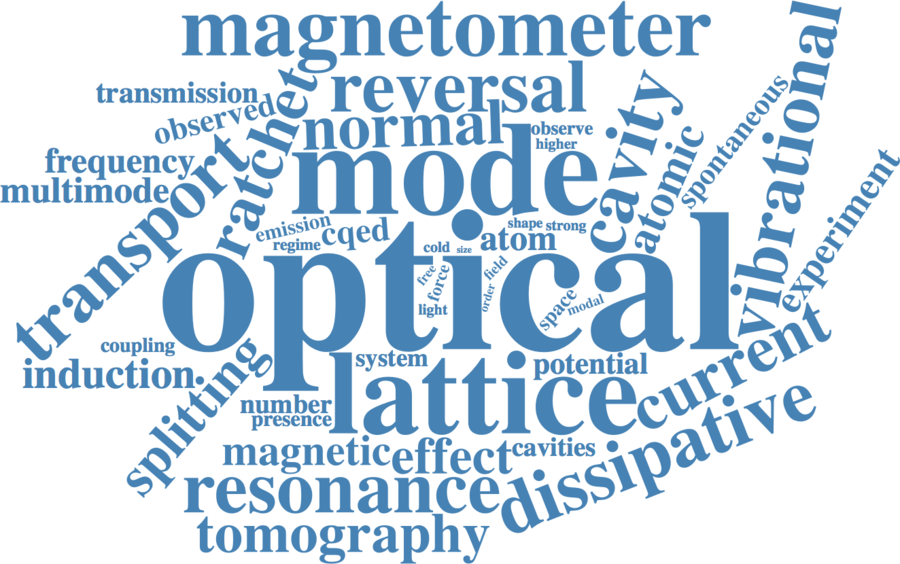 magnetometer
vibrational
transmission
reversal
ratchet
observed
normal
cavity
spontaneous
observe
higher
atomic
frequency
mode
multimode
transport
experiment
emission
regime
cqed
shape
strong
cold
size
atom
optical
free
force
field
order
light
space
modal
coupling
system
potential
current
induction
splitting
lattice
number
presence
dissipative
magnetic
effect
cavities
resonance
tomography